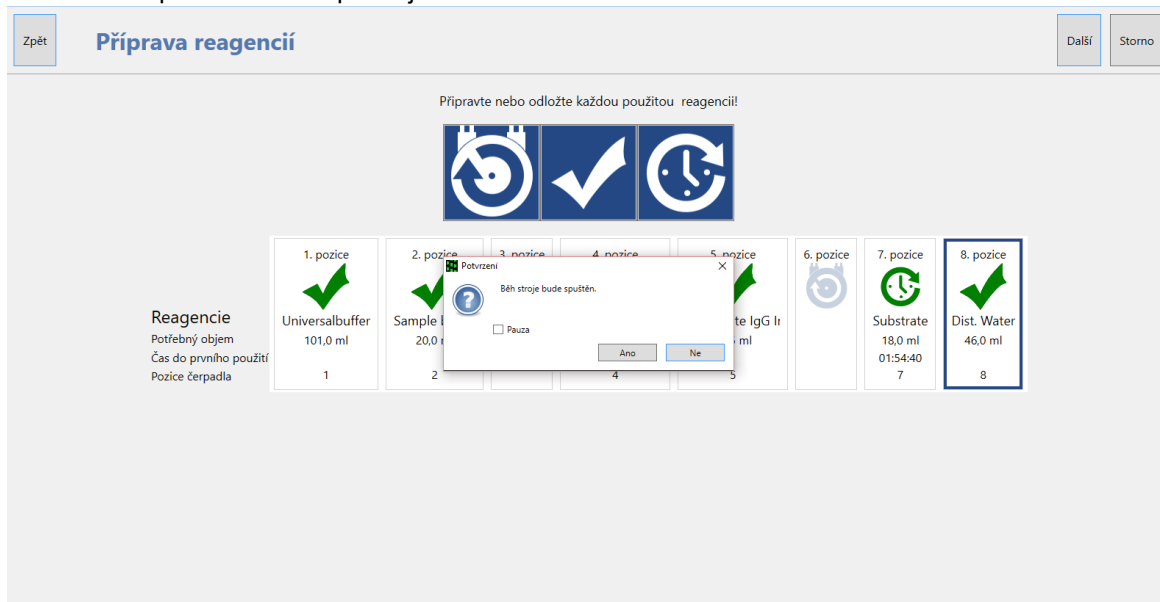 Zpět
Příprava reagencií
Další
Storno
Připravte nebo odložte každou použitou reagencii!
1. pozice
2. pozice
3. pozice
4. pozice
5. pozice
6. pozice
7. pozice
8. pozice
Potvrzení
Běh stroje bude spuštěn.
Pauza
Ano
Ne
Reagencie
Universalbuffer
Sample
te IgG Ir
Substrate
Dist. Water
Potřebný objem
101,0 ml
20,0
ml
18,0 ml
46,0 ml
Čas do prvního použití
01:54:40
Pozice čerpadla
1
2
4
5
7
8